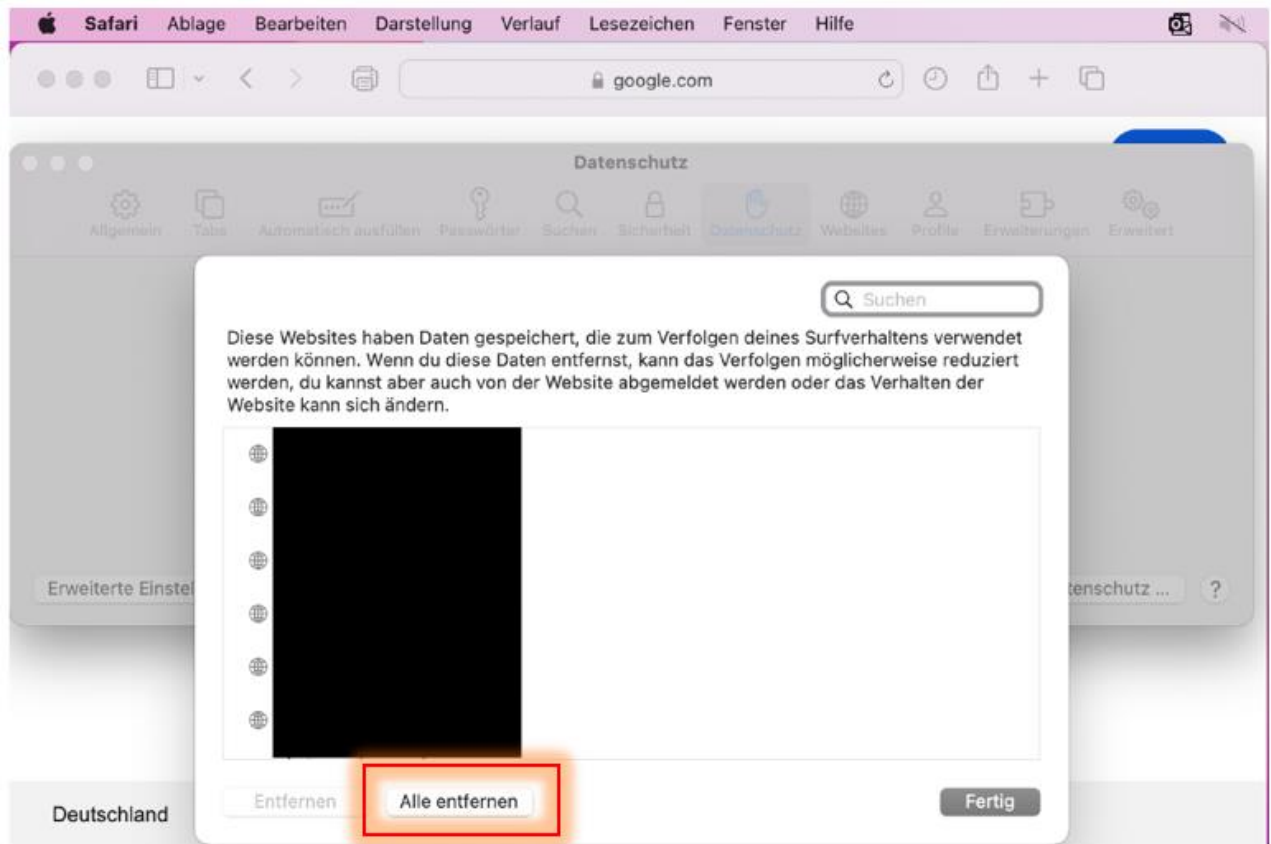 Safari Ablage Bearbeiten Darstellung Verlauf Lesezeichen Fenster Hilfe
google.com
Datenschutz
Allgemein Tabs Automatisch ausfüllen Passwörter Suchen Sicherheit Datenschutz Websites Profile Erweiterungen Erweitert
Suchen
Diese Websites haben Daten gespeichert, die zum Verfolgen deines Surfverhaltens verwendet
werden können. Wenn du diese Daten entfernst, kann das Verfolgen möglicherweise reduziert
werden, du kannst aber auch von der Website abgemeldet werden oder das Verhalten der
Website kann sich ändern.
Erweiterte Einstel
tenschutz ... ?
Entfernen Alle entfernen Fertig
Deutschland